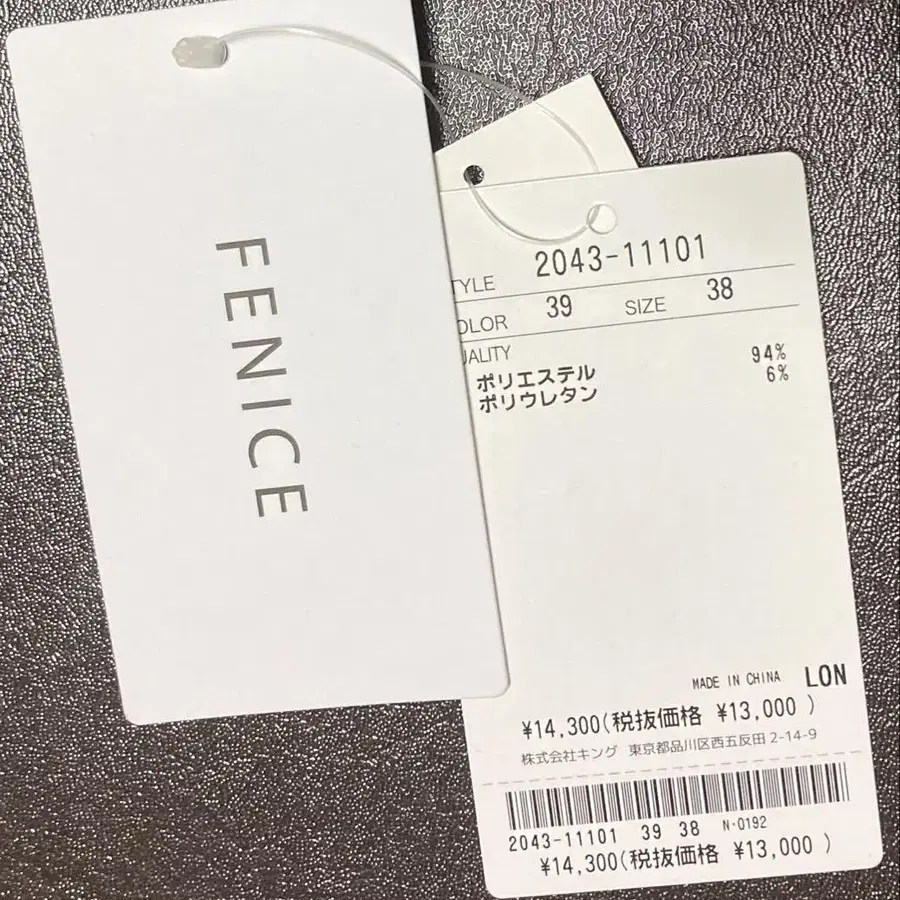 FENICE
TYLE 2043-11101
OLOR 39 SIZE 38
UALITY
ポリエステル 94%
ポリウレタン 6%
MADE IN CHINA LON
¥14,300(税抜価格 ¥13,000 )
株式会社キング 東京都品川区西五反田 2-14-9
2043-11101 39 38 N-0192
¥14,300(税抜価格 ¥13,000 )